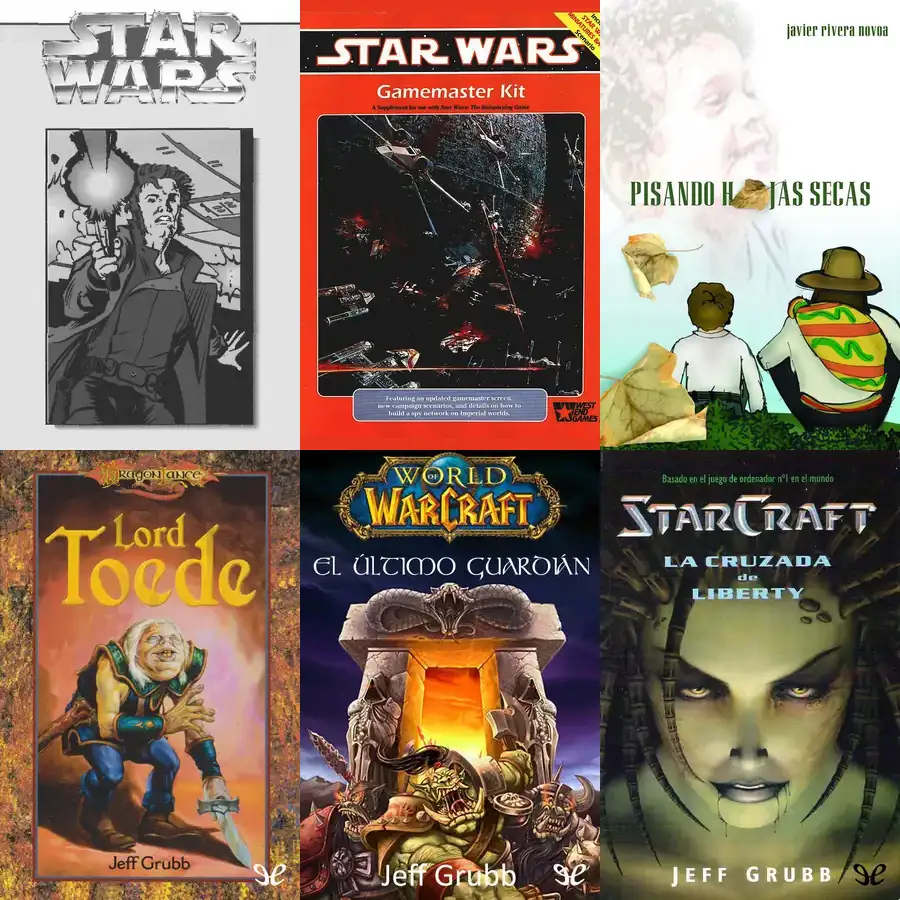 STAR
WARS®
STAR WARS
Gamemaster Kit
A Supplement for use with Star Wars: The Roleplaying Game
Featuring an updated gamemaster screen,
new campaign scenarios, and details on how to
build a spy network on Imperial worlds.
WEST
END
GAMES
javier rivera novoa
PISANDO H JAS SECAS
DRAGONLANCE
Lord
Toede
Jeff Grubb
WORLD
OF
WARCRAFT
EL ÚLTIMO GUARDIÁN
Jeff Grubb
Basado en el juego de ordenador nº1 en el mundo
STARCRAFT
LA CRUZADA
de
LIBERTY
JEFF GRUBB